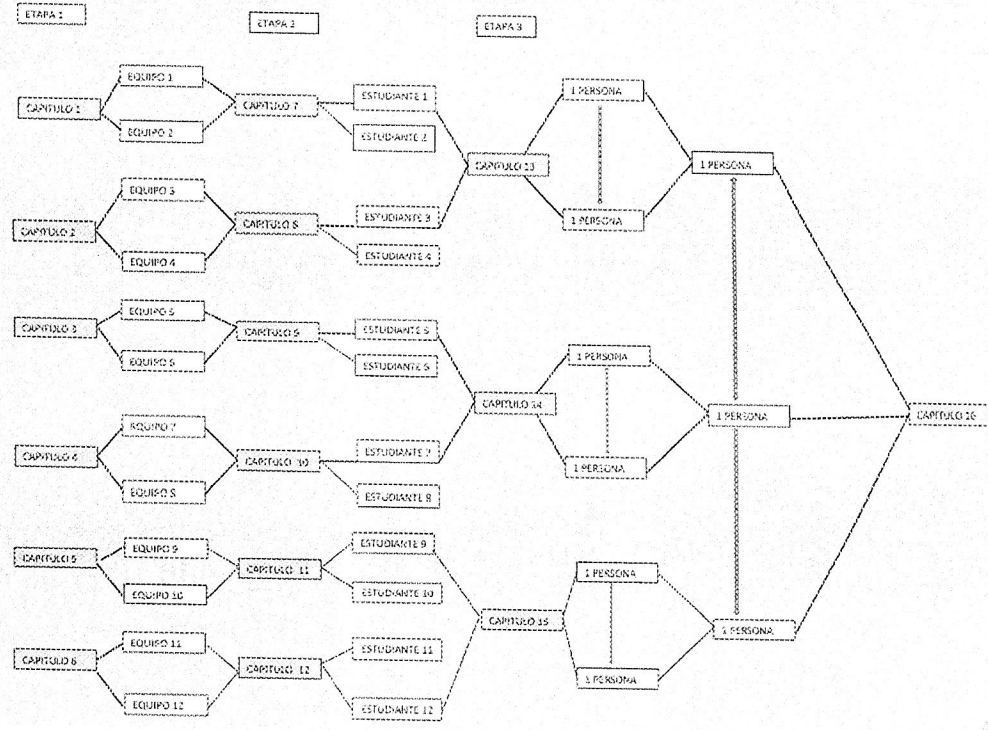 ETAPA 1
ETAPA 2
ETAPA 3
CAPITULO 1
EQUIPO 1
EQUIPO 2
CAPITULO 7
ESTUDIANTE 1
ESTUDIANTE 2
CAPITULO 2
EQUIPO 3
EQUIPO 4
CAPITULO 8
ESTUDIANTE 3
ESTUDIANTE 4
CAPITULO 13
1 PERSONA
1 PERSONA
1 PERSONA
CAPITULO 3
EQUIPO 5
EQUIPO 6
CAPITULO 9
ESTUDIANTE 5
ESTUDIANTE 6
CAPITULO 4
EQUIPO 7
EQUIPO 8
CAPITULO 10
ESTUDIANTE 7
ESTUDIANTE 8
CAPITULO 14
1 PERSONA
1 PERSONA
1 PERSONA
CAPITULO 16
CAPITULO 5
EQUIPO 9
EQUIPO 10
CAPITULO 11
ESTUDIANTE 9
ESTUDIANTE 10
CAPITULO 6
EQUIPO 11
EQUIPO 12
CAPITULO 12
ESTUDIANTE 11
ESTUDIANTE 12
CAPITULO 15
1 PERSONA
1 PERSONA
1 PERSONA